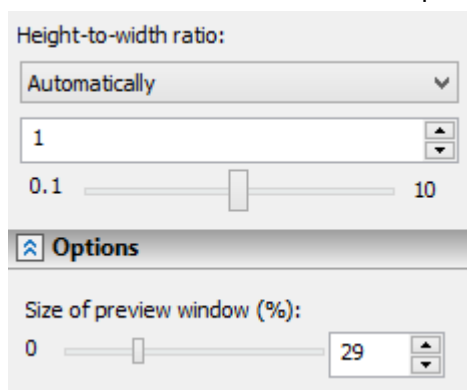 Height-to-width ratio:
Automatically
1
0.1 10
Options
Size of preview window (%):
0 29